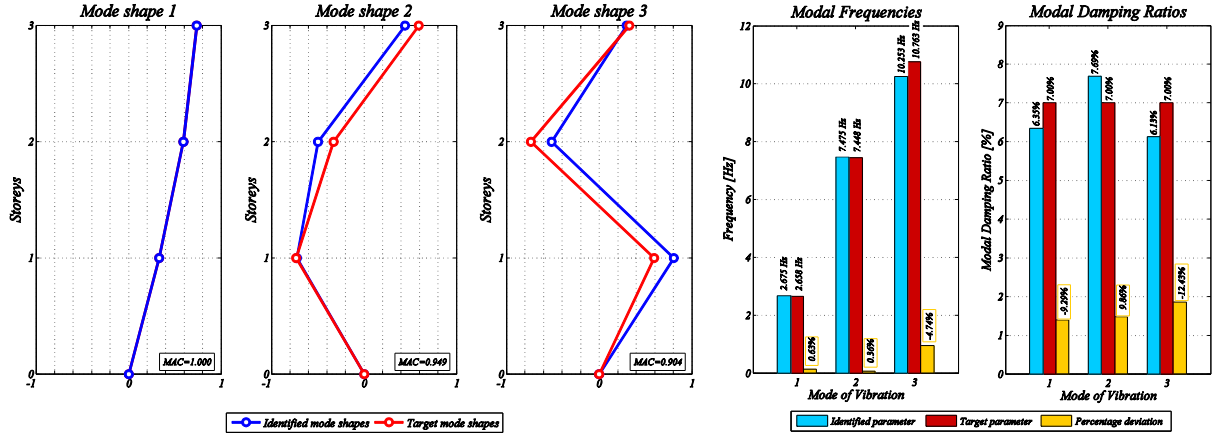 Mode shape 1
Mode shape 2
Mode shape 3
Modal Frequencies
Modal Damping Ratios
3
2
1
0
-1
0
1
Storeys
MAC=1.000
3
2
1
0
-1
0
1
Storeys
MAC=0.949
3
2
1
0
-1
0
1
Storeys
MAC=0.904
Identified mode shapes
Target mode shapes
12
10
8
6
4
2
0
Frequency [Hz]
2.675 Hz
2.658 Hz
0.63%
7.475 Hz
7.448 Hz
0.36%
10.253 Hz
10.763 Hz
-4.74%
1
2
3
Mode of Vibration
9
8
7
6
5
4
3
2
1
0
Modal Damping Ratio [%]
6.35%
7.00%
-9.29%
7.69%
7.00%
9.86%
6.13%
7.00%
-12.43%
1
2
3
Mode of Vibration
Identified parameter
Target parameter
Percentage deviation